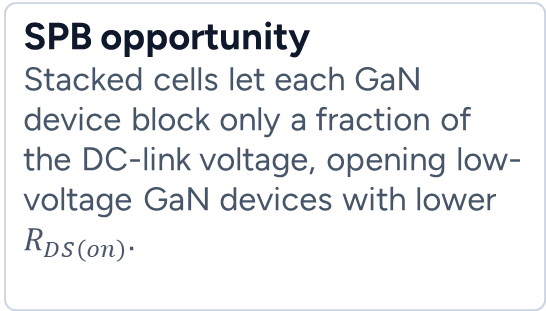 SPB opportunity
Stacked cells let each GaN
device block only a fraction of
the DC-link voltage, opening low-
voltage GaN devices with lower
R_{DS(on)}.